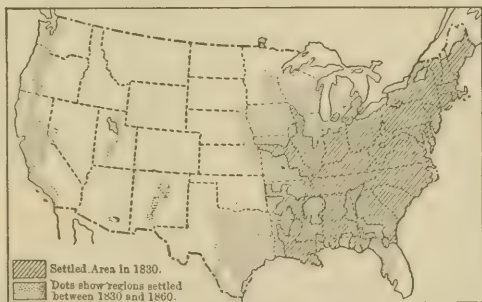 Settled Area in 1830.
Dots show regions settled
between 1830 and 1860.